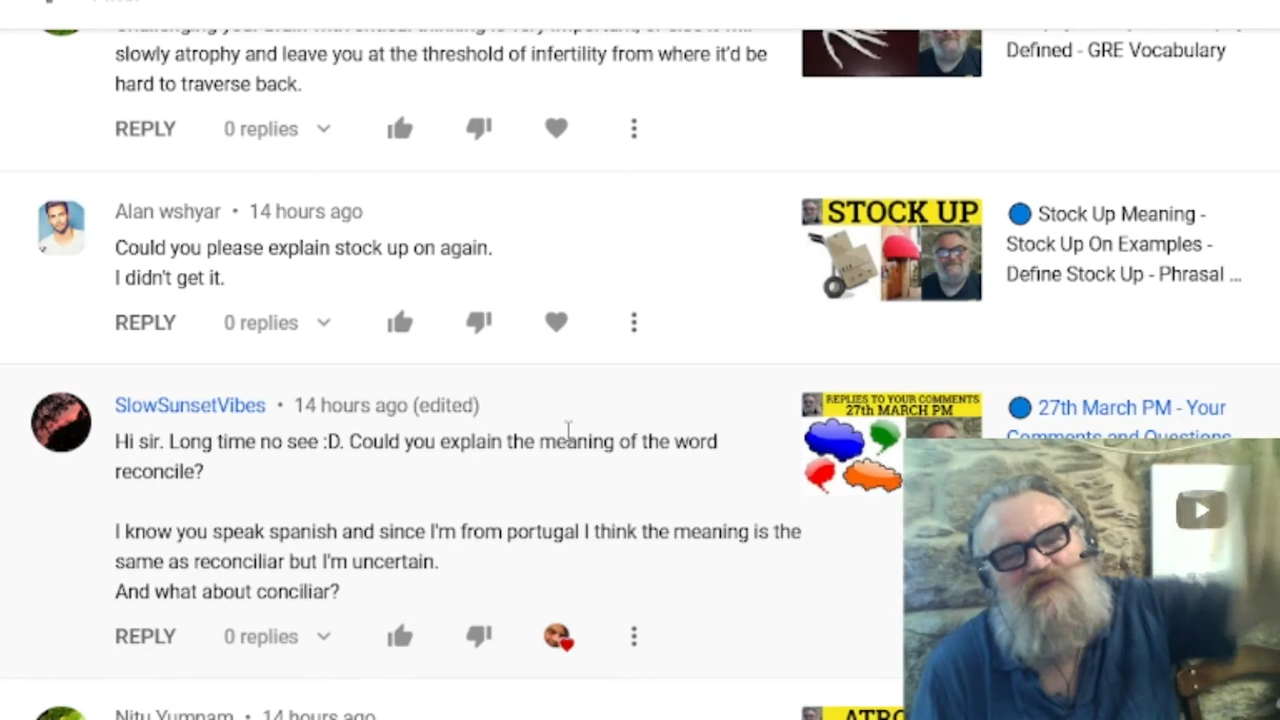 slowly atrophy and leave you at the threshold of infertility from where it'd be
hard to traverse back.
REPLY 0 replies
Defined - GRE Vocabulary
Alan wshyar • 14 hours ago
Could you please explain stock up on again.
I didn't get it.
REPLY 0 replies
STOCK UP
Stock Up Meaning -
Stock Up On Examples -
Define Stock Up - Phrasal ...
SlowSunsetVibes • 14 hours ago (edited)
Hi sir. Long time no see :D. Could you explain the meaning of the word
reconcile?
I know you speak spanish and since I'm from portugal I think the meaning is the
same as reconciliar but I'm uncertain.
And what about conciliar?
REPLY 0 replies
REPLIES TO YOUR COMMENTS
27th MARCH PM
27th March PM - Your
Comments and Questions
Nitu Yumnam • 14 hours ago